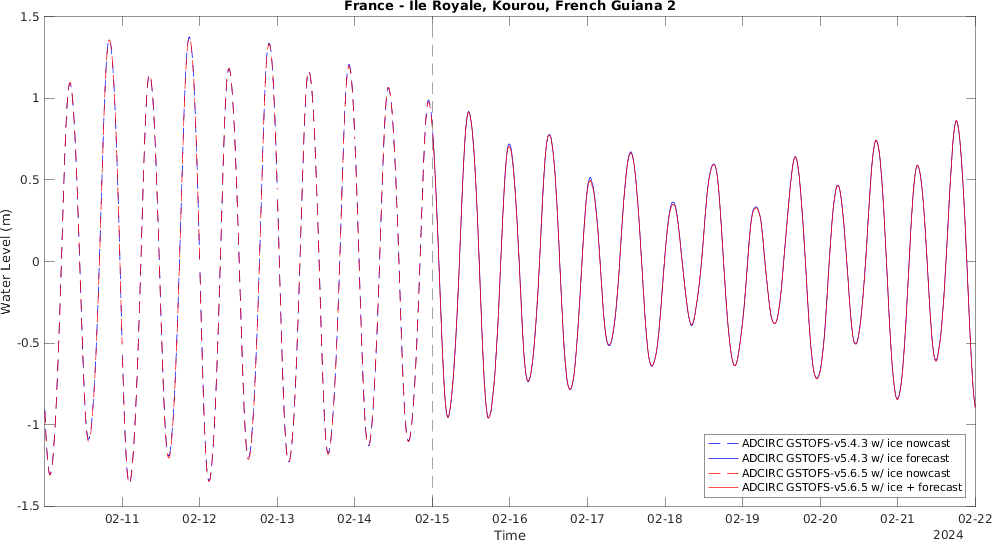 France - Ile Royale, Kourou, French Guiana 2
1.5
1
0.5
0
-0.5
-1
-1.5
Water Level (m)
ADCIRC GSTOFS-v5.4.3 w/ ice nowcast
ADCIRC GSTOFS-v5.4.3 w/ ice forecast
ADCIRC GSTOFS-v5.6.5 w/ ice nowcast
ADCIRC GSTOFS-v5.6.5 w/ ice + forecast
02-11 02-12 02-13 02-14 02-15 02-16 02-17 02-18 02-19 02-20 02-21 02-22
Time
2024